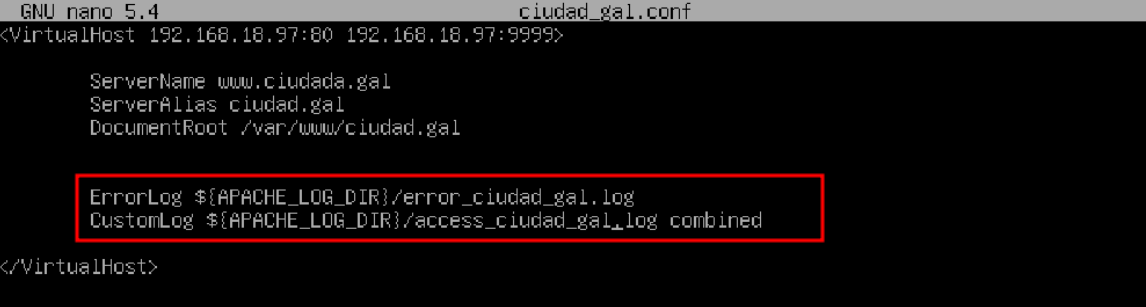 GNU nano 5.4 ciudad_gal.conf
<VirtualHost 192.168.18.97:80 192.168.18.97:9999>
ServerName www.ciudada.gal
ServerAlias ciudad.gal
DocumentRoot /var/www/ciudad.gal
ErrorLog ${APACHE_LOG_DIR}/error_ciudad_gal.log
CustomLog ${APACHE_LOG_DIR}/access_ciudad_gal.log combined
</VirtualHost>